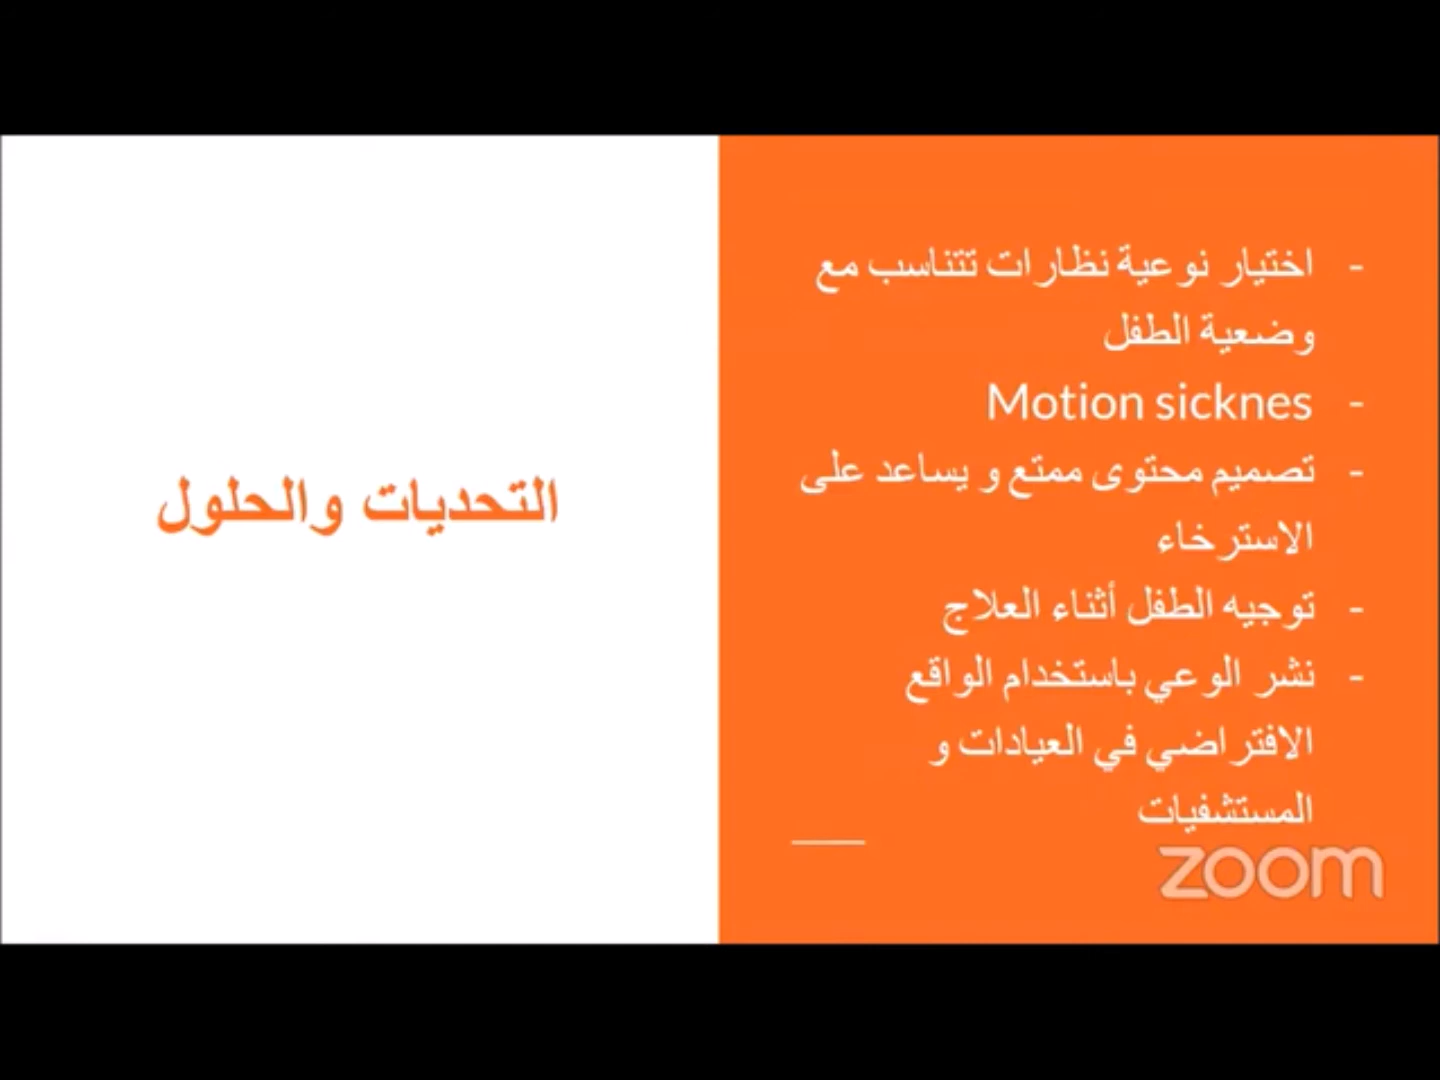 التحديات والحلول
- اختيار نوعية نظارات تتناسب مع
وضعية الطفل
- Motion sicknes
- تصميم محتوى ممتع و يساعد على
الاسترخاء
- توجيه الطفل أثناء العلاج
- نشر الوعي باستخدام الواقع
الافتراضي في العيادات و
المستشفيات
zoom